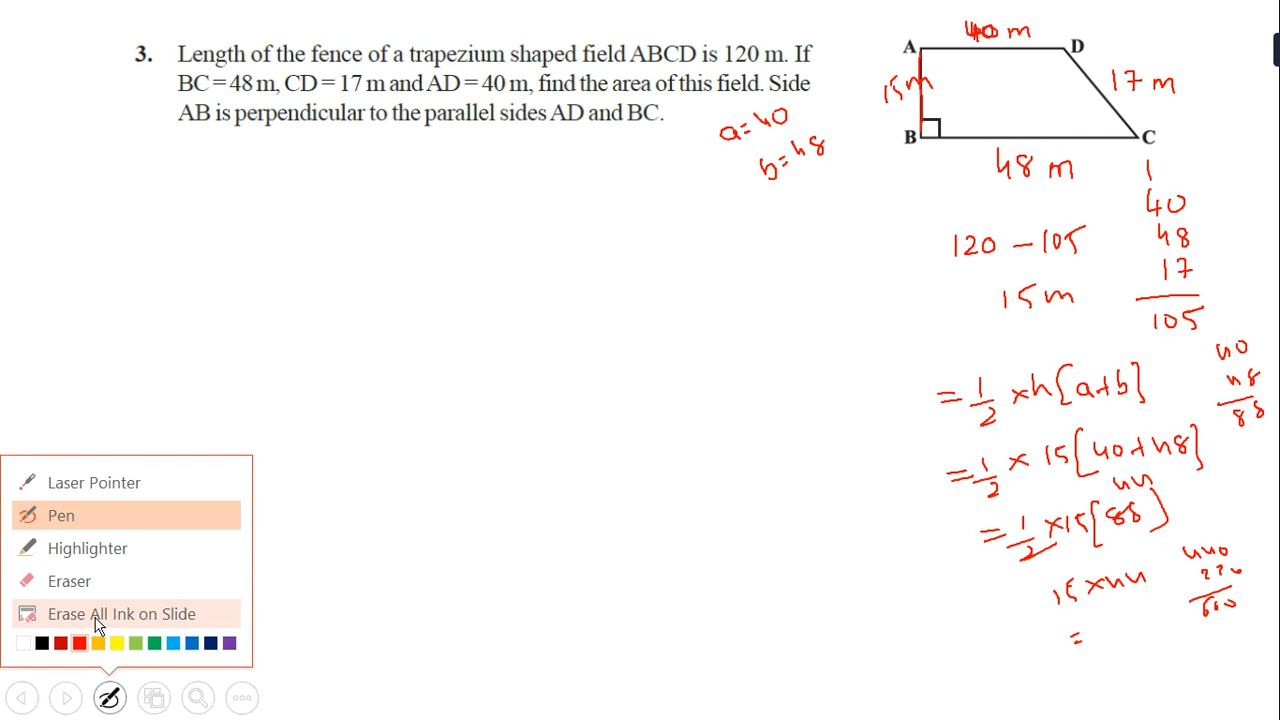 3. Length of the fence of a trapezium shaped field ABCD is 120 m. If
BC = 48 m, CD = 17 m and AD = 40 m, find the area of this field. Side
AB is perpendicular to the parallel sides AD and BC.
a=40
b=48
40 m
A
D
15m
17 m
B
C
48 m
1
40
48
17
105
120 - 105
15 m
= 1/2 × h [a+b]
40
48
88
= 1/2 × 15 [40+48]
44
= 1/2 × 15 [88]
15 × 44
440
220
660
=
Laser Pointer
Pen
Highlighter
Eraser
Erase All Ink on Slide